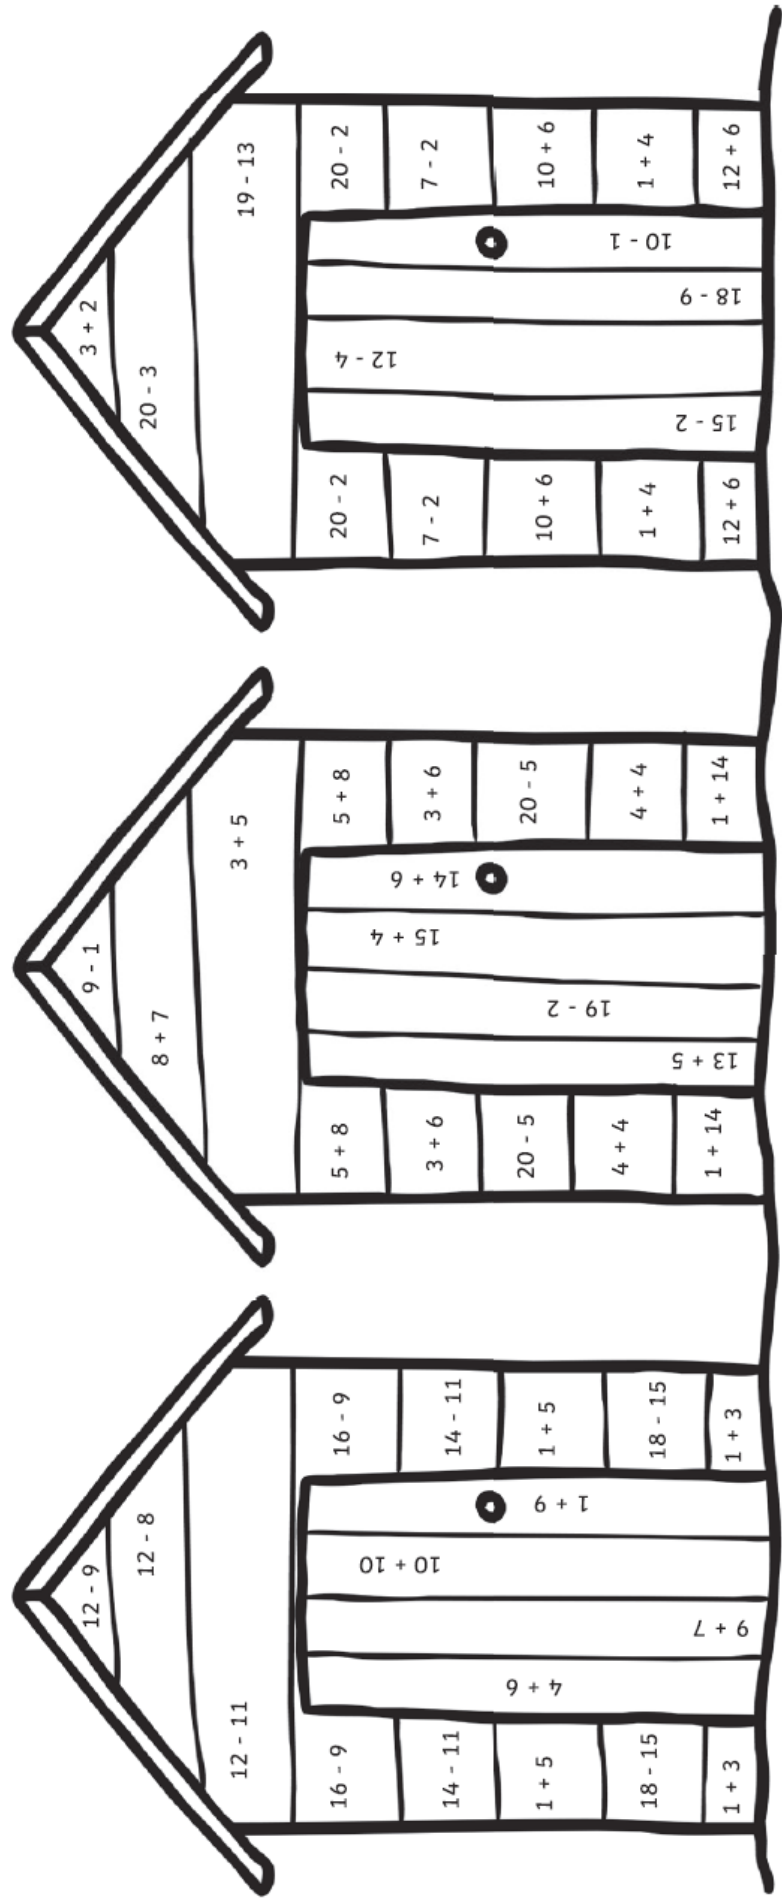 3 + 2
20 - 3
19 - 13
20 - 2
7 - 2
10 + 6
1 + 4
12 + 6
10 - 1
18 - 9
12 - 4
15 - 2
20 - 2
7 - 2
10 + 6
1 + 4
12 + 6
9 - 1
8 + 7
3 + 5
5 + 8
3 + 6
20 - 5
4 + 4
1 + 14
14 + 6
15 + 4
19 - 2
13 + 5
5 + 8
3 + 6
20 - 5
4 + 4
1 + 14
12 - 9
12 - 8
12 - 11
16 - 9
14 - 11
1 + 5
18 - 15
1 + 3
1 + 9
10 + 10
9 + 7
4 + 6
16 - 9
14 - 11
1 + 5
18 - 15
1 + 3